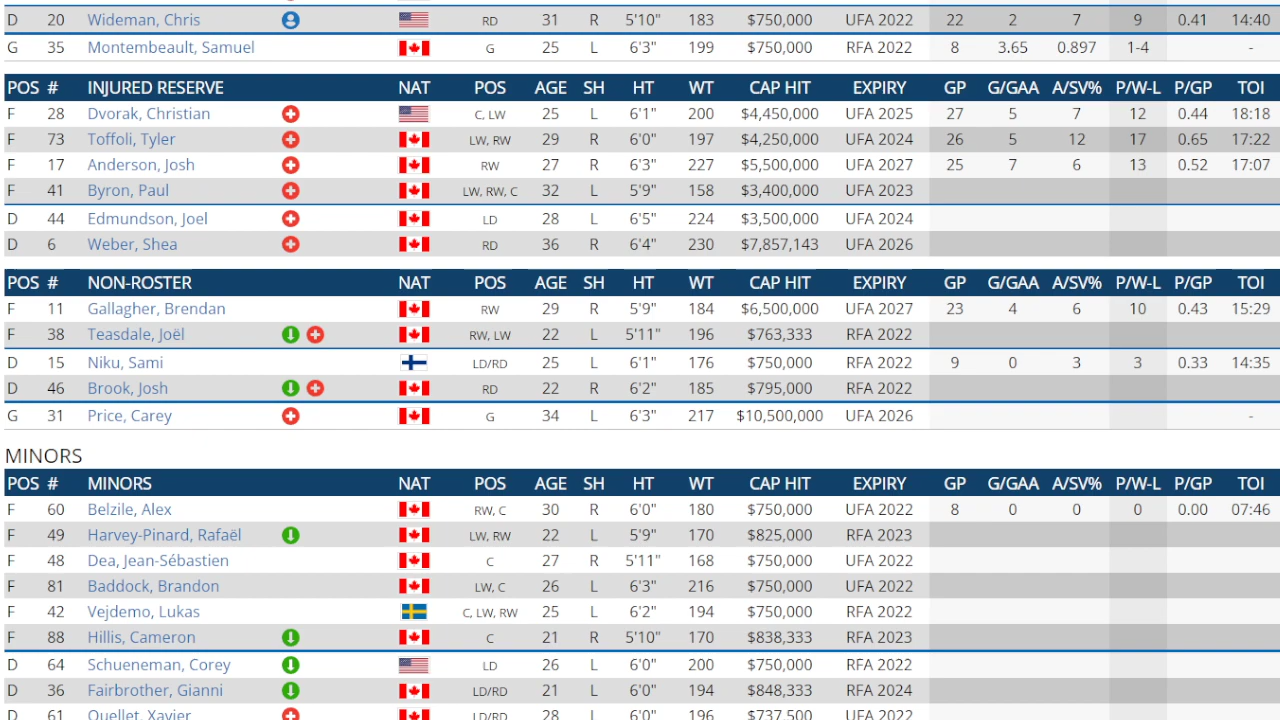 D 20 Wideman, Chris RD 31 R 5'10" 183 $750,000 UFA 2022 22 2 7 9 0.41 14:40
G 35 Montembeault, Samuel G 25 L 6'3" 199 $750,000 RFA 2022 8 3.65 0.897 1-4 -
POS # INJURED RESERVE NAT POS AGE SH HT WT CAP HIT EXPIRY GP G/GAA A/SV% P/W-L P/GP TOI
F 28 Dvorak, Christian C, LW 25 L 6'1" 200 $4,450,000 UFA 2025 27 5 7 12 0.44 18:18
F 73 Toffoli, Tyler LW, RW 29 R 6'0" 197 $4,250,000 UFA 2024 26 5 12 17 0.65 17:22
F 17 Anderson, Josh RW 27 R 6'3" 227 $5,500,000 UFA 2027 25 7 6 13 0.52 17:07
F 41 Byron, Paul LW, RW, C 32 L 5'9" 158 $3,400,000 UFA 2023
D 44 Edmundson, Joel LD 28 L 6'5" 224 $3,500,000 UFA 2024
D 6 Weber, Shea RD 36 R 6'4" 230 $7,857,143 UFA 2026
POS # NON-ROSTER NAT POS AGE SH HT WT CAP HIT EXPIRY GP G/GAA A/SV% P/W-L P/GP TOI
F 11 Gallagher, Brendan RW 29 R 5'9" 184 $6,500,000 UFA 2027 23 4 6 10 0.43 15:29
F 38 Teasdale, Joël RW, LW 22 L 5'11" 196 $763,333 RFA 2022
D 15 Niku, Sami LD/RD 25 L 6'1" 176 $750,000 RFA 2022 9 0 3 3 0.33 14:35
D 46 Brook, Josh RD 22 R 6'2" 185 $795,000 RFA 2022
G 31 Price, Carey G 34 L 6'3" 217 $10,500,000 UFA 2026 -
MINORS
POS # MINORS NAT POS AGE SH HT WT CAP HIT EXPIRY GP G/GAA A/SV% P/W-L P/GP TOI
F 60 Belzile, Alex RW, C 30 R 6'0" 180 $750,000 UFA 2022 8 0 0 0 0.00 07:46
F 49 Harvey-Pinard, Rafaël LW, RW 22 L 5'9" 170 $825,000 RFA 2023
F 48 Dea, Jean-Sébastien C 27 R 5'11" 168 $750,000 UFA 2022
F 81 Baddock, Brandon LW, C 26 L 6'3" 216 $750,000 UFA 2022
F 42 Vejdemo, Lukas C, LW, RW 25 L 6'2" 194 $750,000 RFA 2022
F 88 Hillis, Cameron C 21 R 5'10" 170 $838,333 RFA 2023
D 64 Schueneman, Corey LD 26 L 6'0" 200 $750,000 RFA 2022
D 36 Fairbrother, Gianni LD/RD 21 L 6'0" 194 $848,333 RFA 2024
D 61 Ouellet, Xavier LD/RD 28 L 6'0" 196 $737,500 UFA 2022